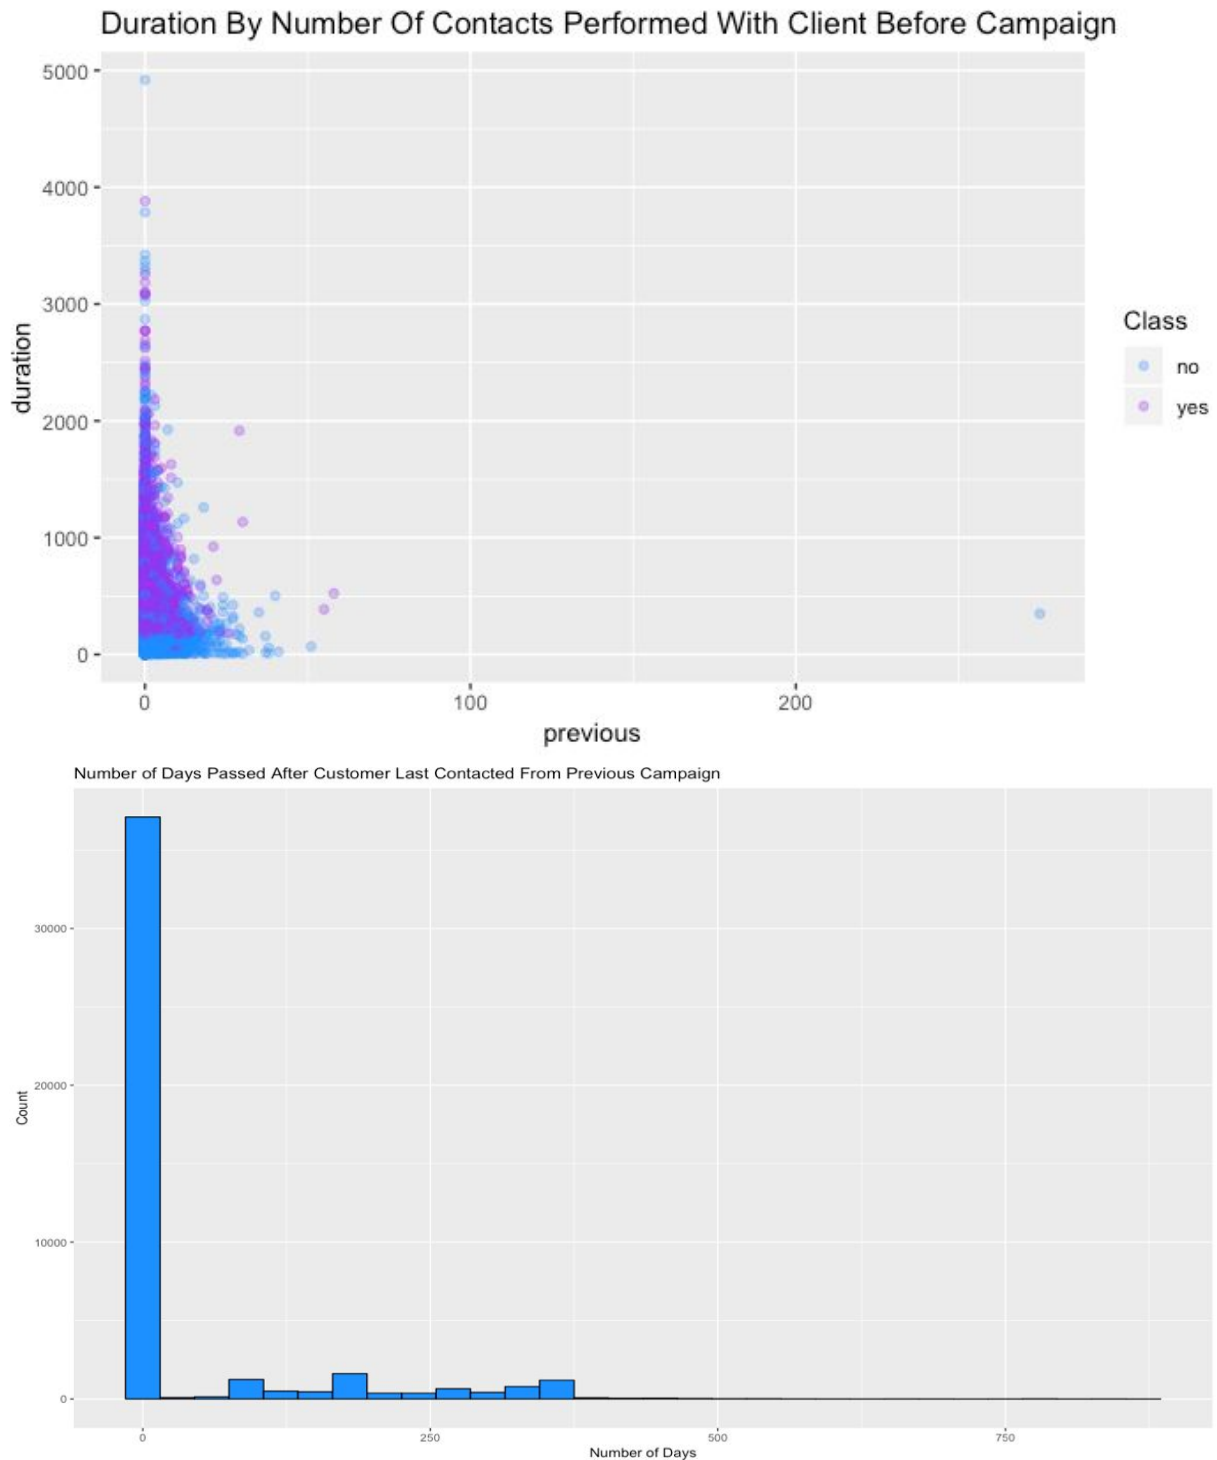 Duration By Number Of Contacts Performed With Client Before Campaign
5000
4000
3000
2000
1000
0
duration
0 100 200
previous
Class
no
yes
Number of Days Passed After Customer Last Contacted From Previous Campaign
30000
20000
10000
0
Count
0 250 500 750
Number of Days